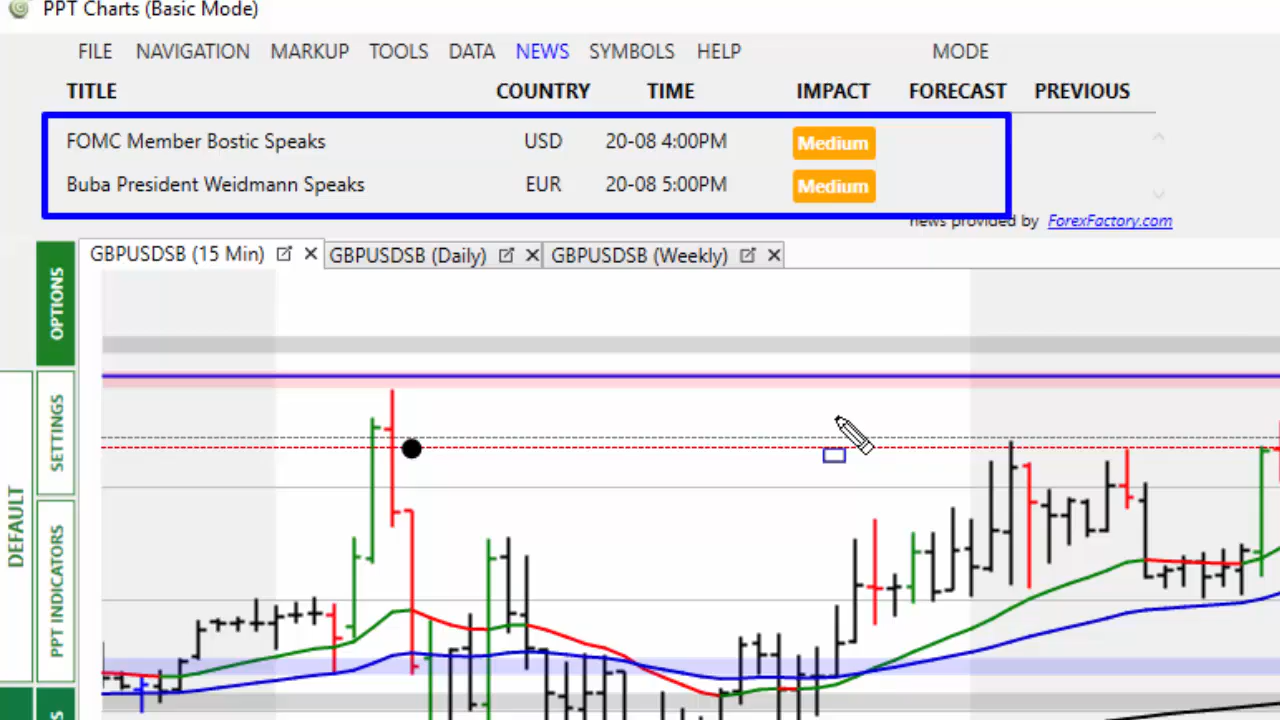 PPT Charts (Basic Mode)
FILE NAVIGATION MARKUP TOOLS DATA NEWS SYMBOLS HELP MODE
TITLE COUNTRY TIME IMPACT FORECAST PREVIOUS
FOMC Member Bostic Speaks USD 20-08 4:00PM Medium
Buba President Weidmann Speaks EUR 20-08 5:00PM Medium
news provided by ForexFactory.com
GBPUSDSB (15 Min) GBPUSDSB (Daily) GBPUSDSB (Weekly)
OPTIONS
SETTINGS
DEFAULT
PPT INDICATORS